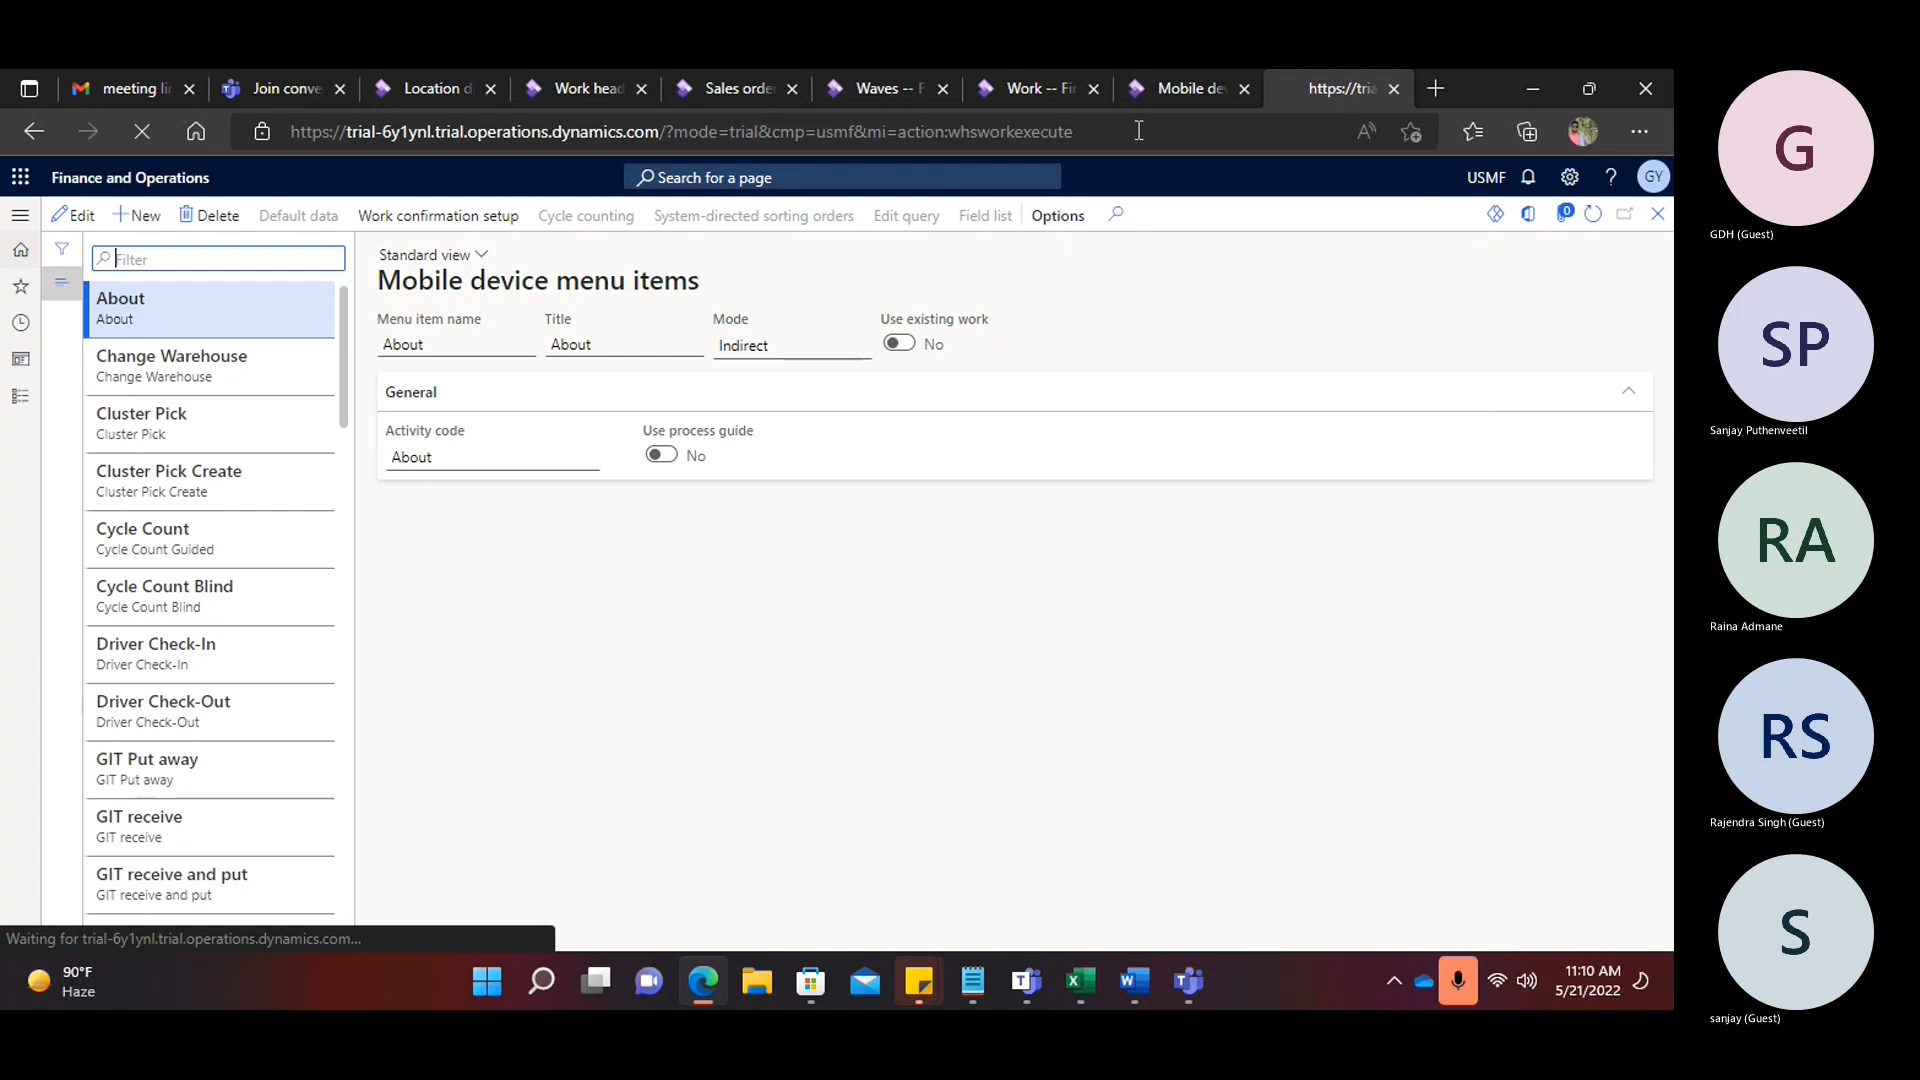 meeting li
Join conve
Location d
Work head
Sales orde
Waves -- F
Work -- Fi
Mobile dev
https://tria
https://trial-6y1ynl.trial.operations.dynamics.com/?mode=trial&cmp=usmf&mi=action:whsworkexecute
Finance and Operations
Search for a page
USMF
GY
Edit
New
Delete
Default data
Work confirmation setup
Cycle counting
System-directed sorting orders
Edit query
Field list
Options
0
Filter
About
About
Change Warehouse
Change Warehouse
Cluster Pick
Cluster Pick
Cluster Pick Create
Cluster Pick Create
Cycle Count
Cycle Count Guided
Cycle Count Blind
Cycle Count Blind
Driver Check-In
Driver Check-In
Driver Check-Out
Driver Check-Out
GIT Put away
GIT Put away
GIT receive
GIT receive
GIT receive and put
GIT receive and put
Standard view
Mobile device menu items
Menu item name
Title
Mode
Use existing work
About
About
Indirect
No
General
Activity code
Use process guide
About
No
Waiting for trial-6y1ynl.trial.operations.dynamics.com...
90°F
Haze
11:10 AM
5/21/2022
G
GDH (Guest)
SP
Sanjay Puthenveetil
RA
Raina Admane
RS
Rajendra Singh (Guest)
S
sanjay (Guest)